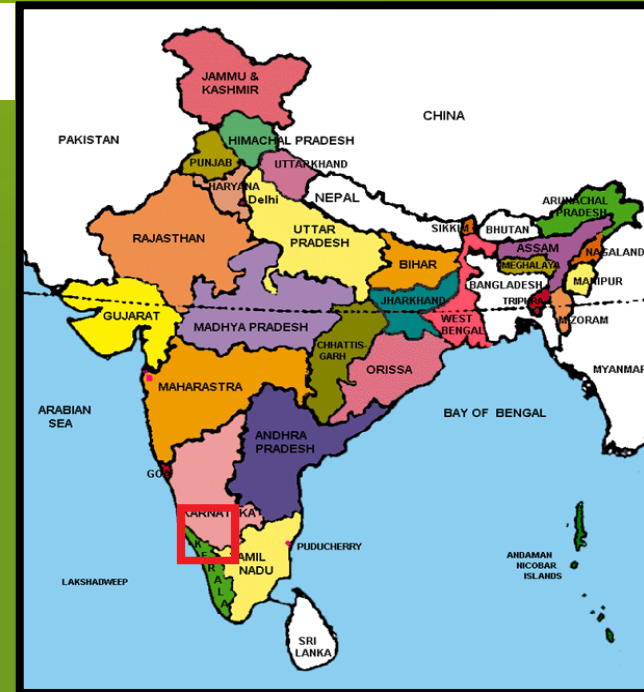 JAMMU &
KASHMIR
CHINA
PAKISTAN
HIMACHAL PRADESH
PUNJAB
UTTARKHAND
HARYANA
Delhi
NEPAL
ARUNACHAL
PRADESH
SIKKIM
BHUTAN
RAJASTHAN
UTTAR
PRADESH
ASSAM
NAGALAND
BIHAR
MEGHALAYA
MANIPUR
BANGLADESH
JHARKHAND
TRIPURA
GUJARAT
WEST
BENGAL
MIZORAM
MADHYA PRADESH
CHHATTIS-
GARH
ORISSA
MYANMAR
MAHARASTRA
ARABIAN
SEA
BAY OF BENGAL
ANDHRA
PRADESH
GOA
KARNATAKA
PUDUCHERRY
KERALA
TAMIL
NADU
ANDAMAN
NICOBAR
ISLANDS
LAKSHADWEEP
SRI
LANKA